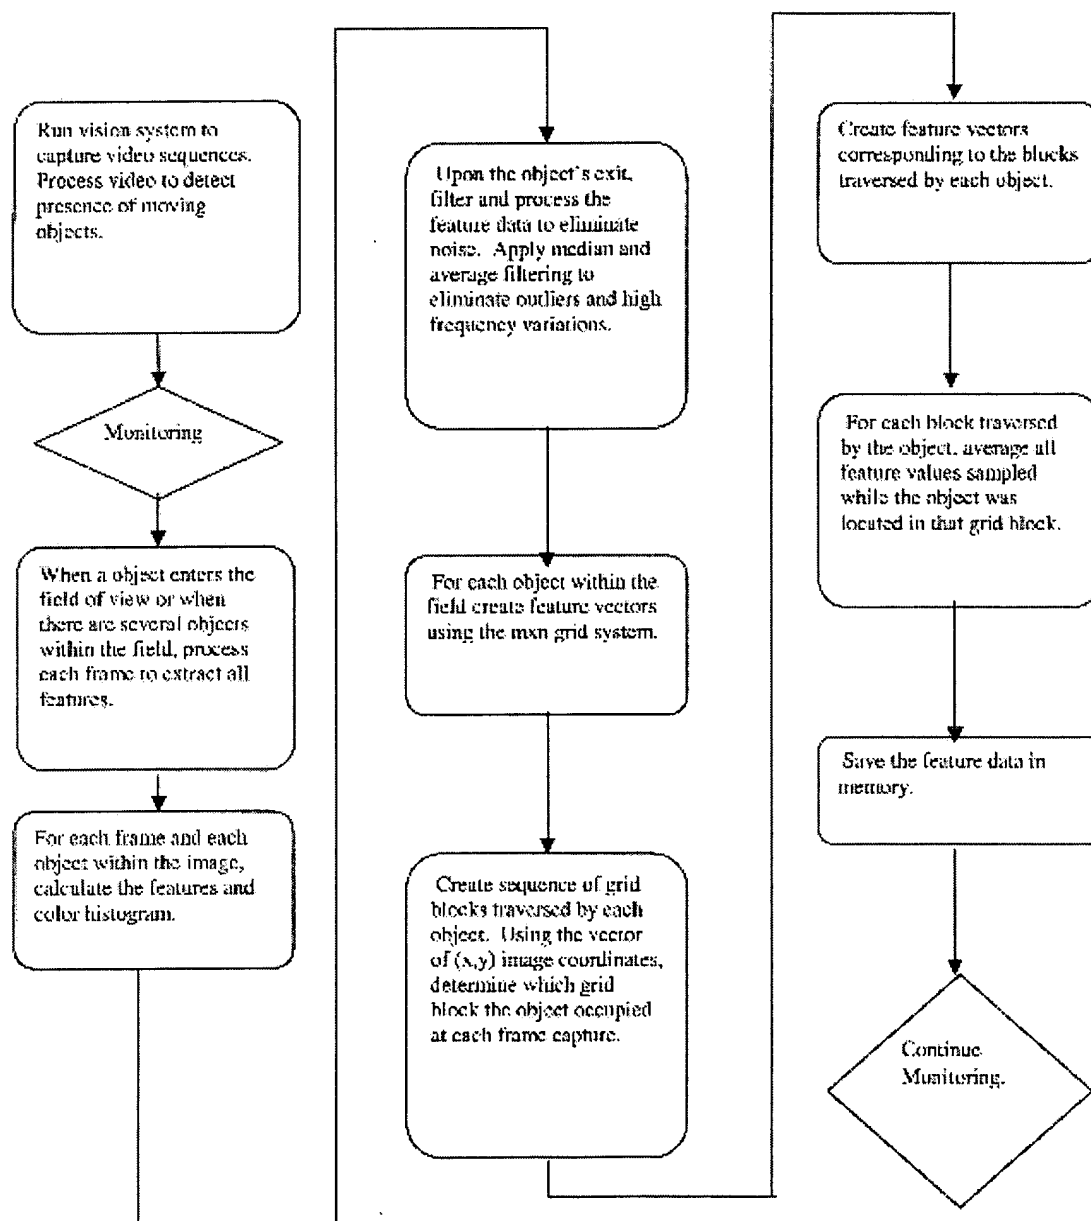 Run vision system to
capture video sequences.
Process video to detect
presence of moving
objects.
Monitoring
When a object enters the
field of view or when
there are several objects
within the field, process
each frame to extract all
features.
For each frame and each
object within the image,
calculate the features and
color histogram.
Upon the object's exit,
filter and process the
feature data to eliminate
noise. Apply median and
average filtering to
eliminate outliers and high
frequency variations.
For each object within the
field create feature vectors
using the mxn grid system.
Create sequence of grid
blocks traversed by each
object. Using the vector
of (x,y) image coordinates,
determine which grid
block the object occupied
at each frame capture.
Create feature vectors
corresponding to the blocks
traversed by each object.
For each block traversed
by the object, average all
feature values sampled
while the object was
located in that grid block.
Save the feature data in
memory.
Continue
Monitoring.